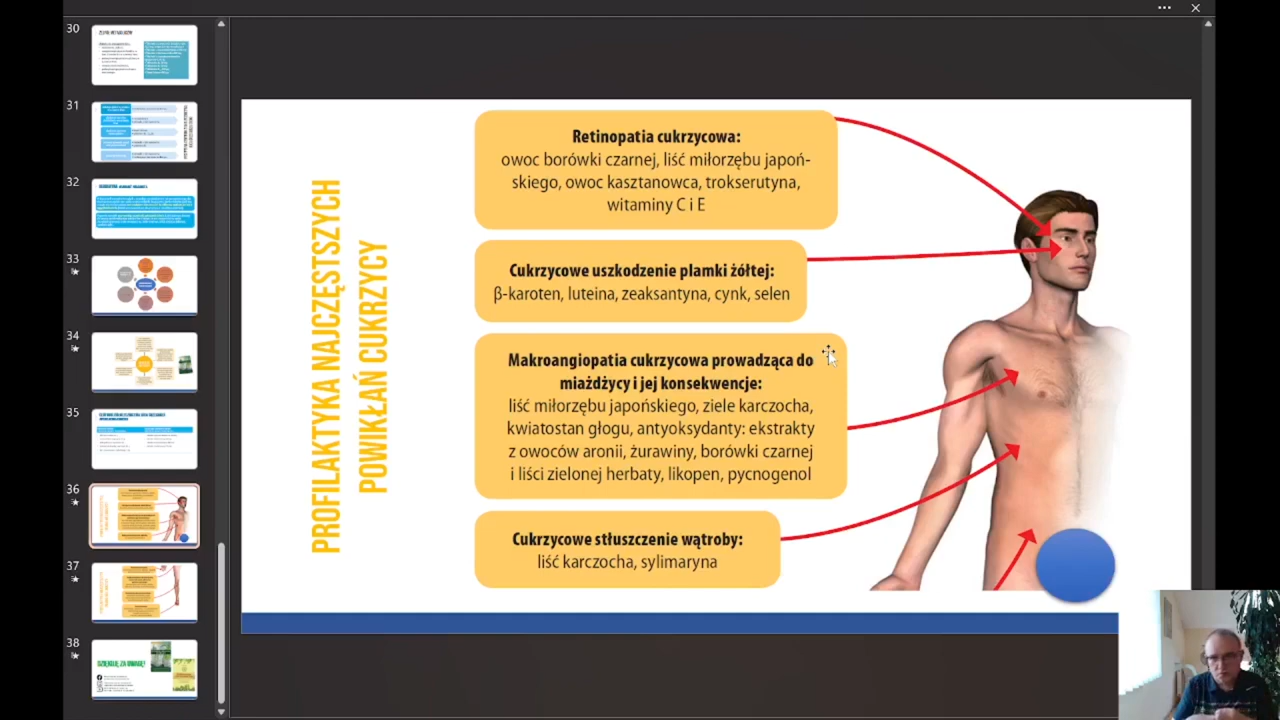 30
31
32
33
34
35
36
37
38
DZIĘKUJĘ ZA UWAGĘ!
PROFILAKTYKA NAJCZĘSTSZYCH
POWIKŁAŃ CUKRZYCY
Retinopatia cukrzycowa:
owoc borówki czarnej, liść miłorzębu japoń-
skiego, owoc kasztanowca, trokserutyna,
witaminy C i E
Cukrzycowe uszkodzenie plamki żółtej:
β-karoten, luteina, zeaksantyna, cynk, selen
Makroangiopatia cukrzycowa prowadząca do
miażdżycy i jej konsekwencje:
liść miłorzębu japońskiego, ziele karczocha,
kwiatostan głogu, antyoksydanty: ekstrakty
z owoców aronii, żurawiny, borówki czarnej
i liści zielonej herbaty, likopen, pycnogenol
Cukrzycowe stłuszczenie wątroby:
liść karczocha, sylimaryna